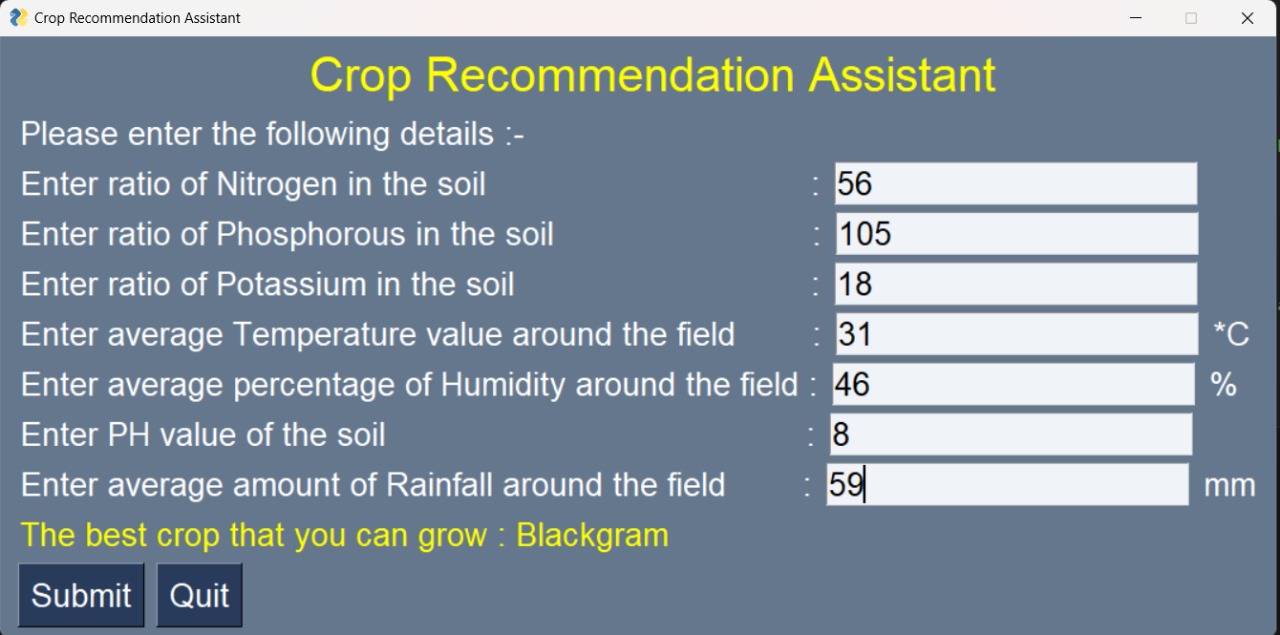 Crop Recommendation Assistant
Crop Recommendation Assistant
Please enter the following details :-
Enter ratio of Nitrogen in the soil : 56
Enter ratio of Phosphorous in the soil : 105
Enter ratio of Potassium in the soil : 18
Enter average Temperature value around the field : 31 *C
Enter average percentage of Humidity around the field : 46 %
Enter PH value of the soil : 8
Enter average amount of Rainfall around the field : 59 mm
The best crop that you can grow : Blackgram
Submit Quit